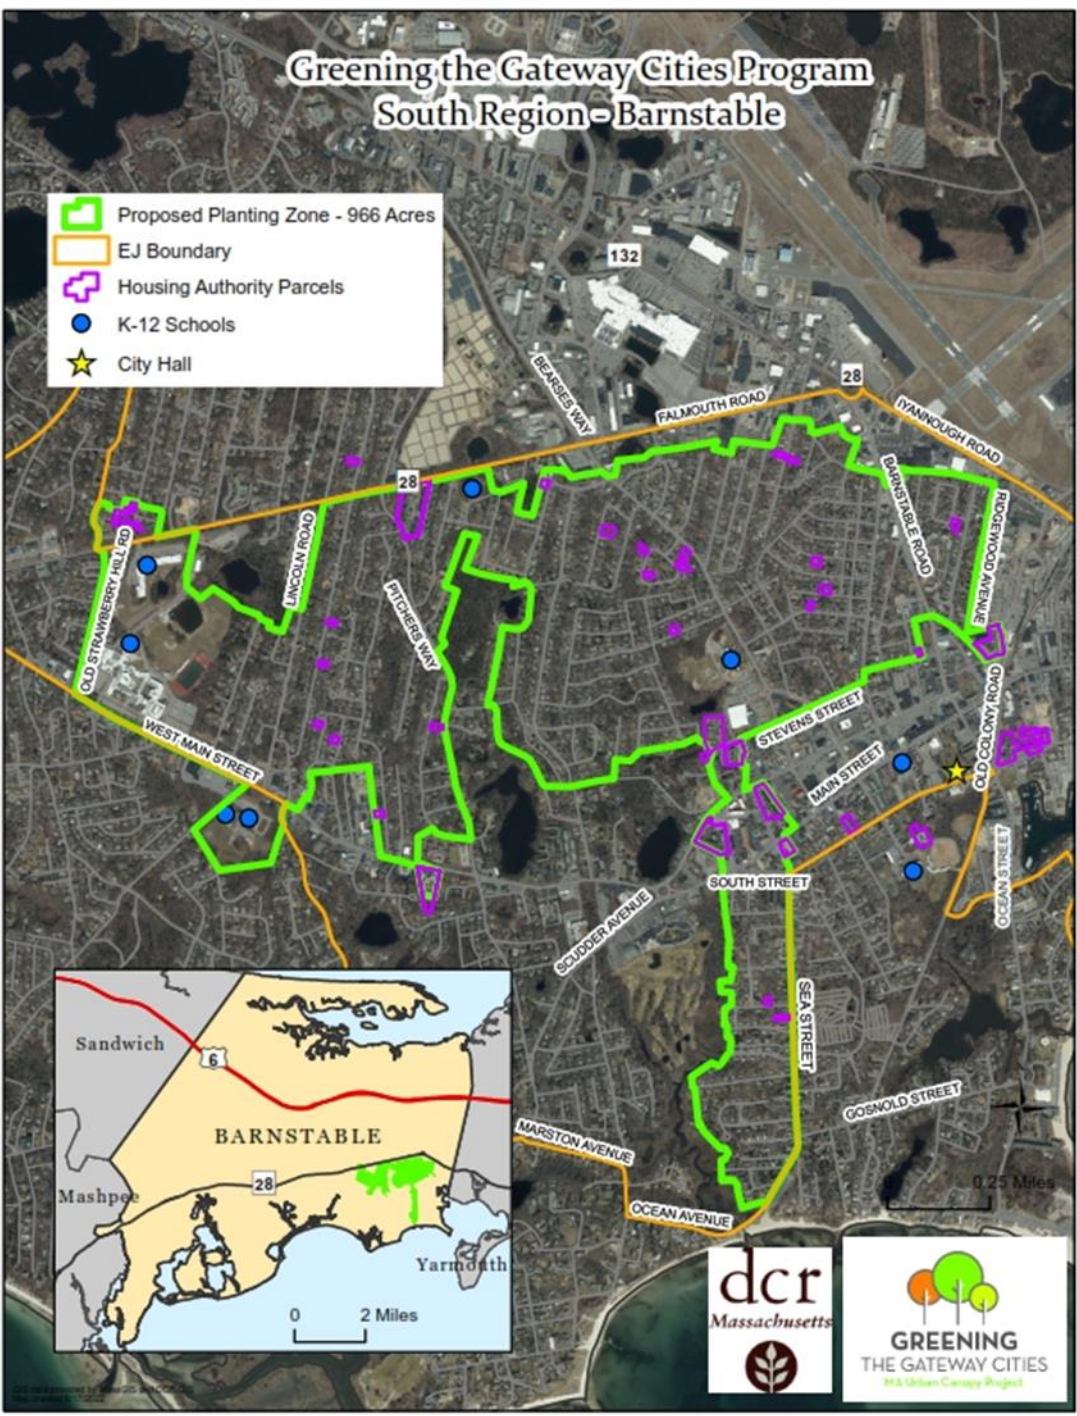 Greening the Gateway Cities Program
South Region - Barnstable
Proposed Planting Zone - 966 Acres
EJ Boundary
Housing Authority Parcels
K-12 Schools
City Hall
132
BEARSES WAY
FALMOUTH ROAD
28
IYANNOUGH ROAD
28
BARNSTABLE ROAD
RIDGEWOOD AVENUE
LINCOLN ROAD
OLD STRAWBERRY HILL RD
PITCHERS WAY
WEST MAIN STREET
STEVENS STREET
MAIN STREET
OLD COLONY ROAD
OCEAN STREET
SOUTH STREET
SCUDDER AVENUE
SEA STREET
GOSNOLD STREET
MARSTON AVENUE
OCEAN AVENUE
0 0.25 Miles
Sandwich
6
BARNSTABLE
28
Mashpee
Yarmouth
0 2 Miles
dcr
Massachusetts
GREENING
THE GATEWAY CITIES
MA Urban Canopy Project